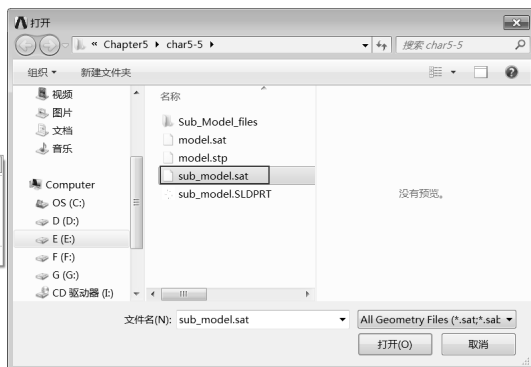 打开
« Chapter5 ▸ char5-5 ▸
搜索 char5-5
组织 ▾ 新建文件夹
视频
图片
文档
音乐
Computer
OS (C:)
D (D:)
E (E:)
F (F:)
G (G:)
CD 驱动器 (I:)
名称
Sub_Model_files
model.sat
model.stp
sub_model.sat
sub_model.SLDPRT
没有预览。
文件名(N): sub_model.sat
All Geometry Files (*.sat;*.sat
打开(O) 取消